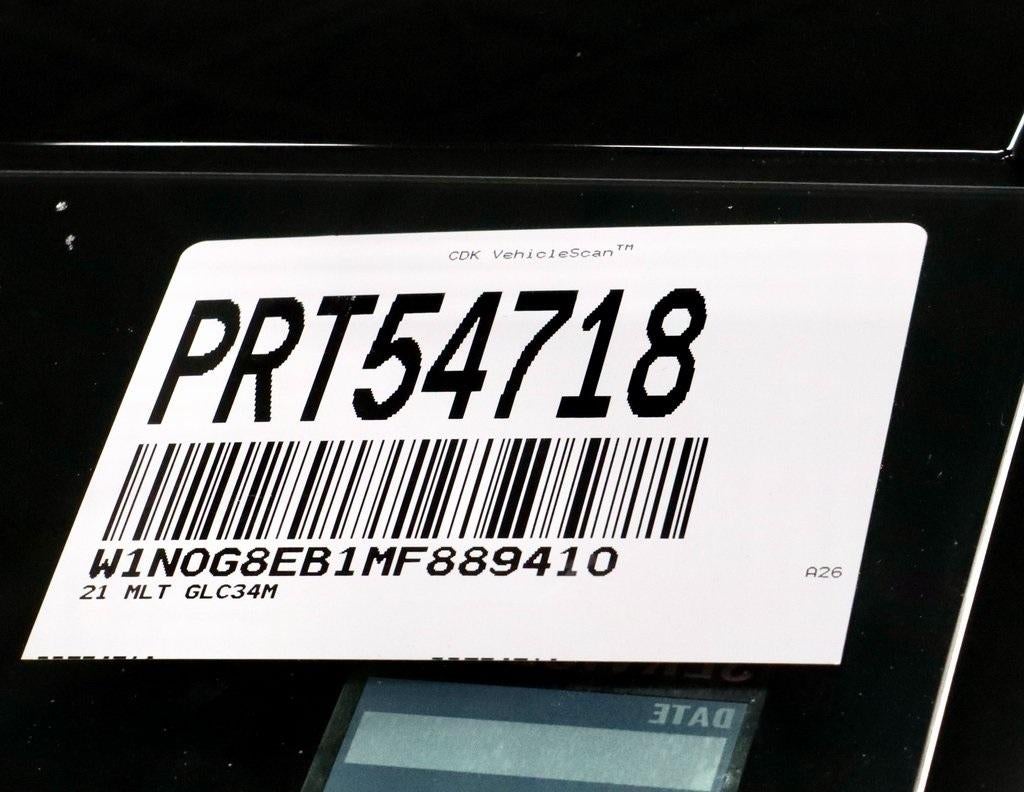 CDK VehicleScan™
PRT54718
W1N0G8EB1MF889410
21 MLT GLC34M
A26
DATE